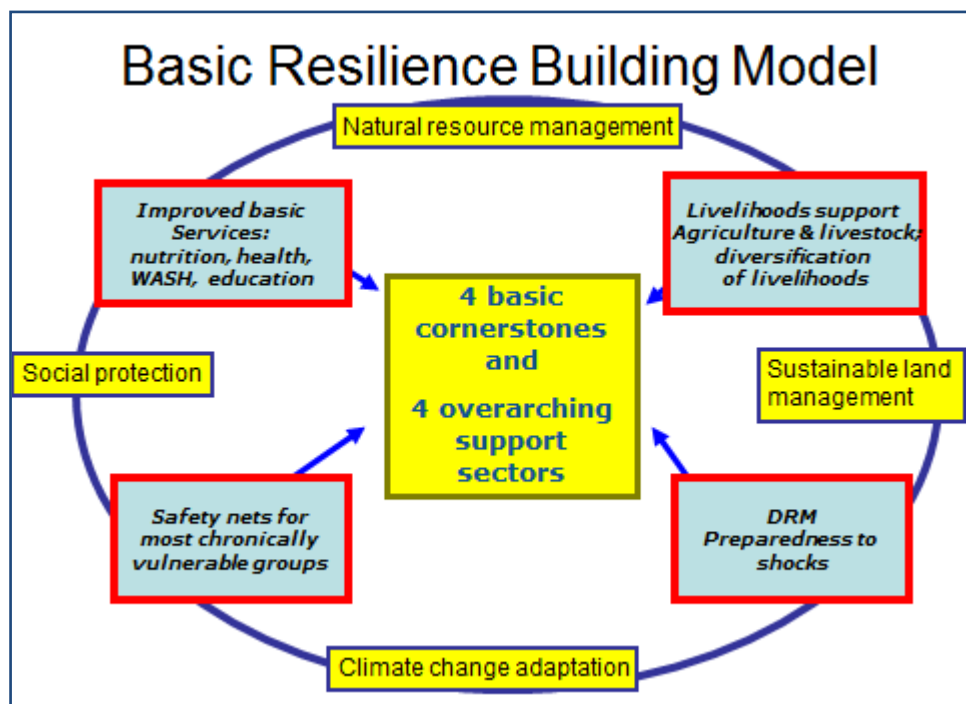 Basic Resilience Building Model
Natural resource management
Improved basic
Services:
nutrition, health,
WASH, education
Livelihoods support
Agriculture & livestock;
diversification
of livelihoods
4 basic
cornerstones
and
4 overarching
support
sectors
Social protection
Sustainable land
management
Safety nets for
most chronically
vulnerable groups
DRM
Preparedness to
shocks
Climate change adaptation